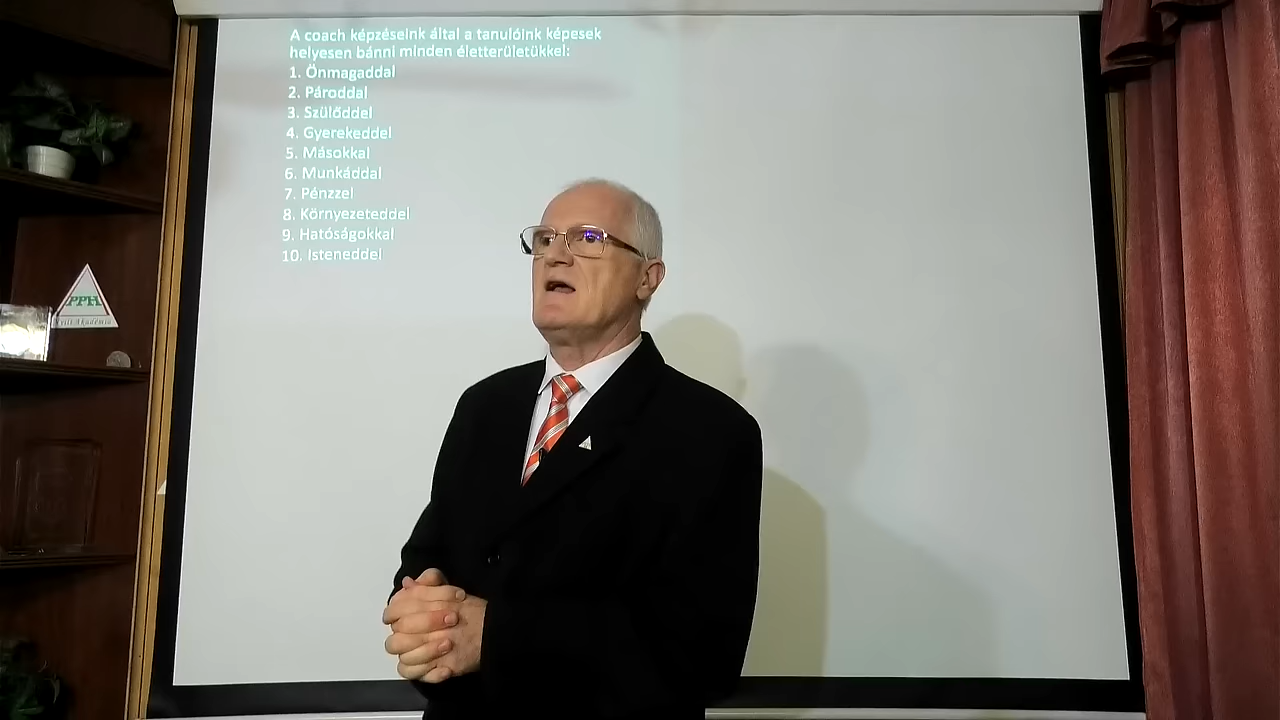 A coach képzéseink által a tanulóink képesek
helyesen bánni minden életterületükkel:
1. Önmagaddal
2. Pároddal
3. Szülőddel
4. Gyerekeddel
5. Másokkal
6. Munkáddal
7. Pénzzel
8. Környezeteddel
9. Hatóságokkal
10. Isteneddel
PPH
Akadémia